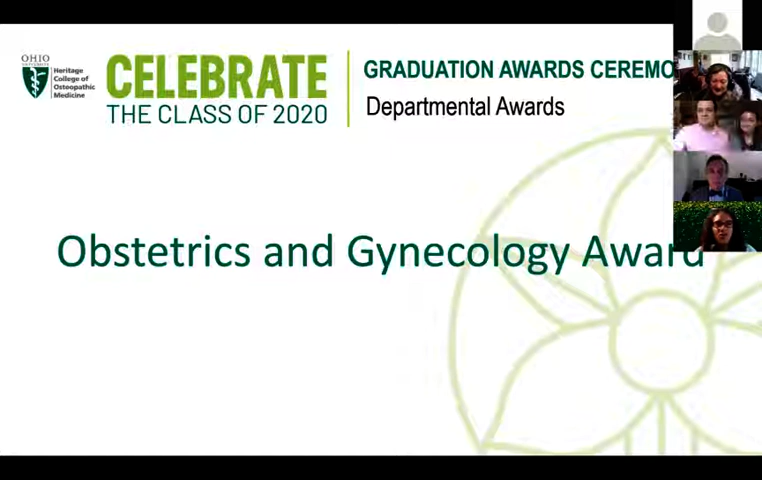 OHIO
UNIVERSITY
Heritage
College of
Osteopathic
Medicine
CELEBRATE
THE CLASS OF 2020
GRADUATION AWARDS CEREMO
Departmental Awards
Obstetrics and Gynecology Award